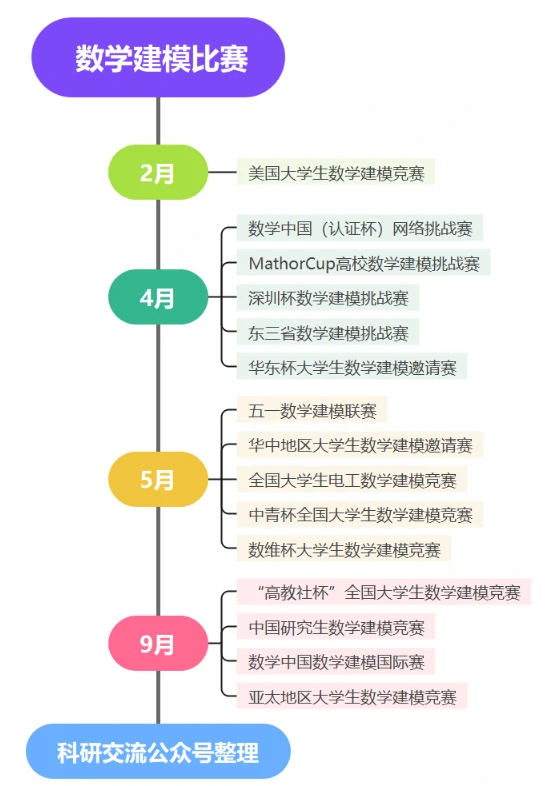 数学建模比赛
2月
美国大学生数学建模竞赛
4月
数学中国（认证杯）网络挑战赛
MathorCup高校数学建模挑战赛
深圳杯数学建模挑战赛
东三省数学建模挑战赛
华东杯大学生数学建模邀请赛
5月
五一数学建模联赛
华中地区大学生数学建模邀请赛
全国大学生电工数学建模竞赛
中青杯全国大学生数学建模竞赛
数维杯大学生数学建模竞赛
9月
“高教社杯”全国大学生数学建模竞赛
中国研究生数学建模竞赛
数学中国数学建模国际赛
亚太地区大学生数学建模竞赛
科研交流公众号整理